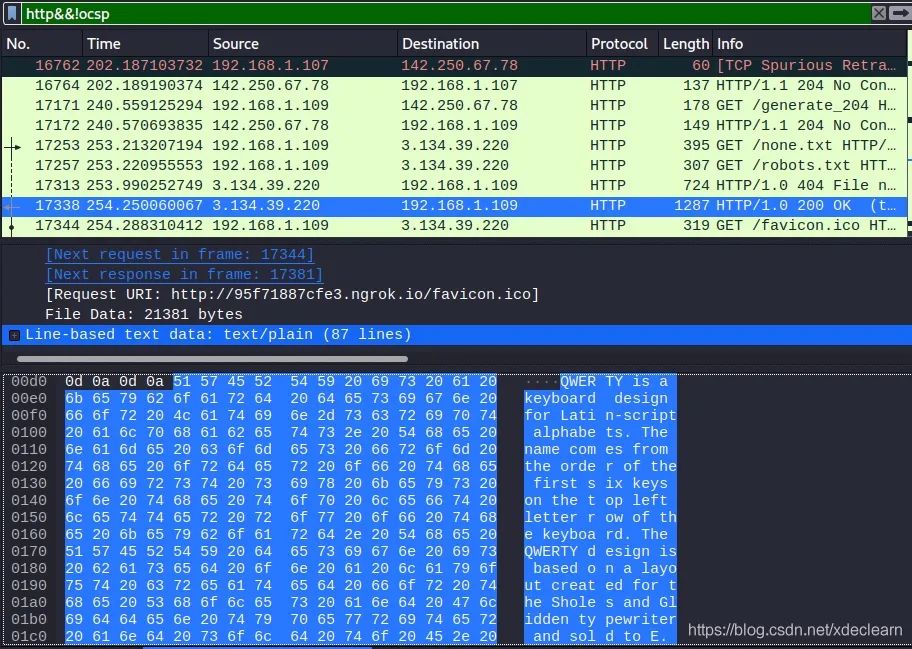 http&&!ocsp
No. Time Source Destination Protocol Length Info
16762 202.187103732 192.168.1.107 142.250.67.78 HTTP 60 [TCP Spurious Retra…
16764 202.189190374 142.250.67.78 192.168.1.107 HTTP 137 HTTP/1.1 204 No Con…
17171 240.559125294 192.168.1.109 142.250.67.78 HTTP 178 GET /generate_204 H…
17172 240.570693835 142.250.67.78 192.168.1.109 HTTP 149 HTTP/1.1 204 No Con…
17253 253.213207194 192.168.1.109 3.134.39.220 HTTP 395 GET /none.txt HTTP/…
17257 253.220955553 192.168.1.109 3.134.39.220 HTTP 307 GET /robots.txt HTT…
17313 253.990252749 3.134.39.220 192.168.1.109 HTTP 724 HTTP/1.0 404 File n…
17338 254.250060067 3.134.39.220 192.168.1.109 HTTP 1287 HTTP/1.0 200 OK (t…
17344 254.288310412 192.168.1.109 3.134.39.220 HTTP 319 GET /favicon.ico HT…
[Next request in frame: 17344]
[Next response in frame: 17381]
[Request URI: http://95f71887cfe3.ngrok.io/favicon.ico]
File Data: 21381 bytes
Line-based text data: text/plain (87 lines)
00d0 0d 0a 0d 0a 51 57 45 52 54 59 20 69 73 20 61 20 ····QWER TY is a
00e0 6b 65 79 62 6f 61 72 64 20 64 65 73 69 67 6e 20 keyboard design
00f0 66 6f 72 20 4c 61 74 69 6e 2d 73 63 72 69 70 74 for Lati n-script
0100 20 61 6c 70 68 61 62 65 74 73 2e 20 54 68 65 20 alphabe ts. The
0110 6e 61 6d 65 20 63 6f 6d 65 73 20 66 72 6f 6d 20 name com es from
0120 74 68 65 20 6f 72 64 65 72 20 6f 66 20 74 68 65 the orde r of the
0130 20 66 69 72 73 74 20 73 69 78 20 6b 65 79 73 20 first s ix keys
0140 6f 6e 20 74 68 65 20 74 6f 70 20 6c 65 66 74 20 on the t op left
0150 6c 65 74 74 65 72 20 72 6f 77 20 6f 66 20 74 68 letter r ow of th
0160 65 20 6b 65 79 62 6f 61 72 64 2e 20 54 68 65 20 e keyboa rd. The
0170 51 57 45 52 54 59 20 64 65 73 69 67 6e 20 69 73 QWERTY d esign is
0180 20 62 61 73 65 64 20 6f 6e 20 61 20 6c 61 79 6f based o n a layo
0190 75 74 20 63 72 65 61 74 65 64 20 66 6f 72 20 74 ut creat ed for t
01a0 68 65 20 53 68 6f 6c 65 73 20 61 6e 64 20 47 6c he Shole s and Gl
01b0 69 64 64 65 6e 20 74 79 70 65 77 72 69 74 65 72 idden ty pewriter
01c0 20 61 6e 64 20 73 6f 6c 64 20 74 6f 20 45 2e 20 and sol d to E.
https://blog.csdn.net/xdeclearn